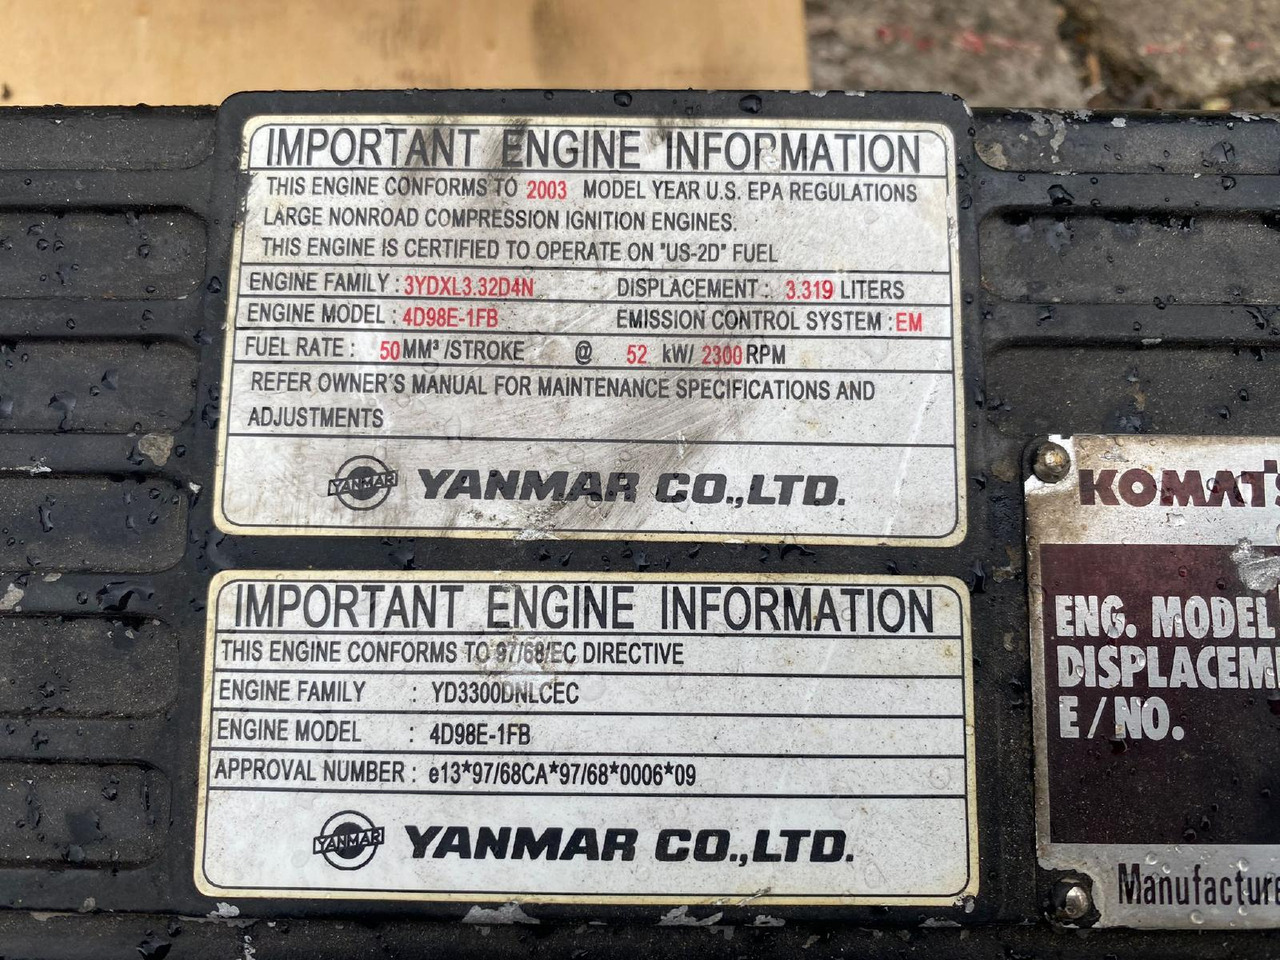 IMPORTANT ENGINE INFORMATION
THIS ENGINE CONFORMS TO 2003 MODEL YEAR U.S. EPA REGULATIONS
LARGE NONROAD COMPRESSION IGNITION ENGINES.
THIS ENGINE IS CERTIFIED TO OPERATE ON "US-2D" FUEL
ENGINE FAMILY : 3YDXL3.32D4N DISPLACEMENT : 3.319 LITERS
ENGINE MODEL : 4D98E-1FB EMISSION CONTROL SYSTEM : EM
FUEL RATE : 50 MM³/STROKE @ 52 kW/ 2300 RPM
REFER OWNER'S MANUAL FOR MAINTENANCE SPECIFICATIONS AND
ADJUSTMENTS
YANMAR YANMAR CO.,LTD.
IMPORTANT ENGINE INFORMATION
THIS ENGINE CONFORMS TO 97/68/EC DIRECTIVE
ENGINE FAMILY : YD3300DNLCEC
ENGINE MODEL : 4D98E-1FB
APPROVAL NUMBER : e13*97/68CA*97/68*0006*09
YANMAR YANMAR CO.,LTD.
KOMATS
ENG. MODEL
DISPLACEM
E/NO.
Manufacture